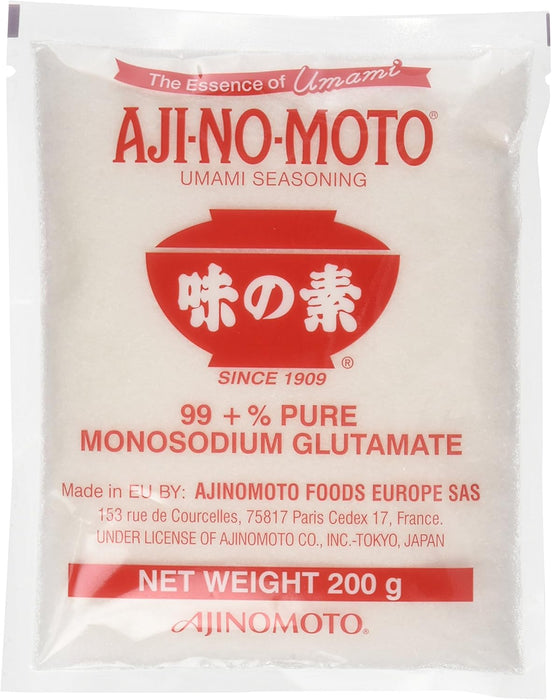 The Essence of Umami
AJI-NO-MOTO®
UMAMI SEASONING
味の素
®
SINCE 1909
99 + % PURE
MONOSODIUM GLUTAMATE
Made in EU BY: AJINOMOTO FOODS EUROPE SAS
153 rue de Courcelles, 75817 Paris Cedex 17, France.
UNDER LICENSE OF AJINOMOTO CO., INC.-TOKYO, JAPAN
NET WEIGHT 200 g
AJINOMOTO®